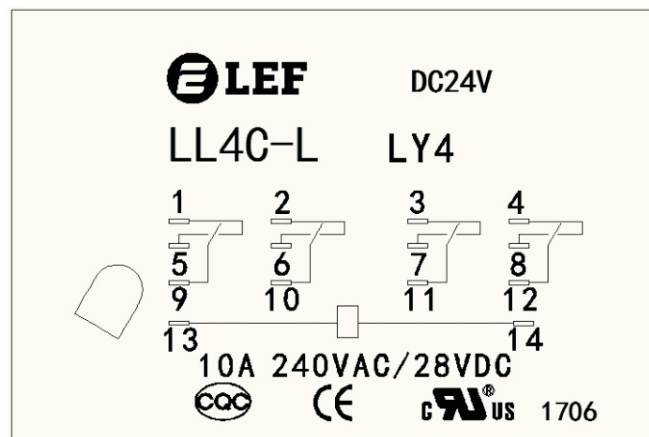 LEF DC24V
LL4C-L LY4
1 2 3 4
5 6 7 8
9 10 11 12
13 14
10A 240VAC/28VDC
CQC CE C RU® US 1706